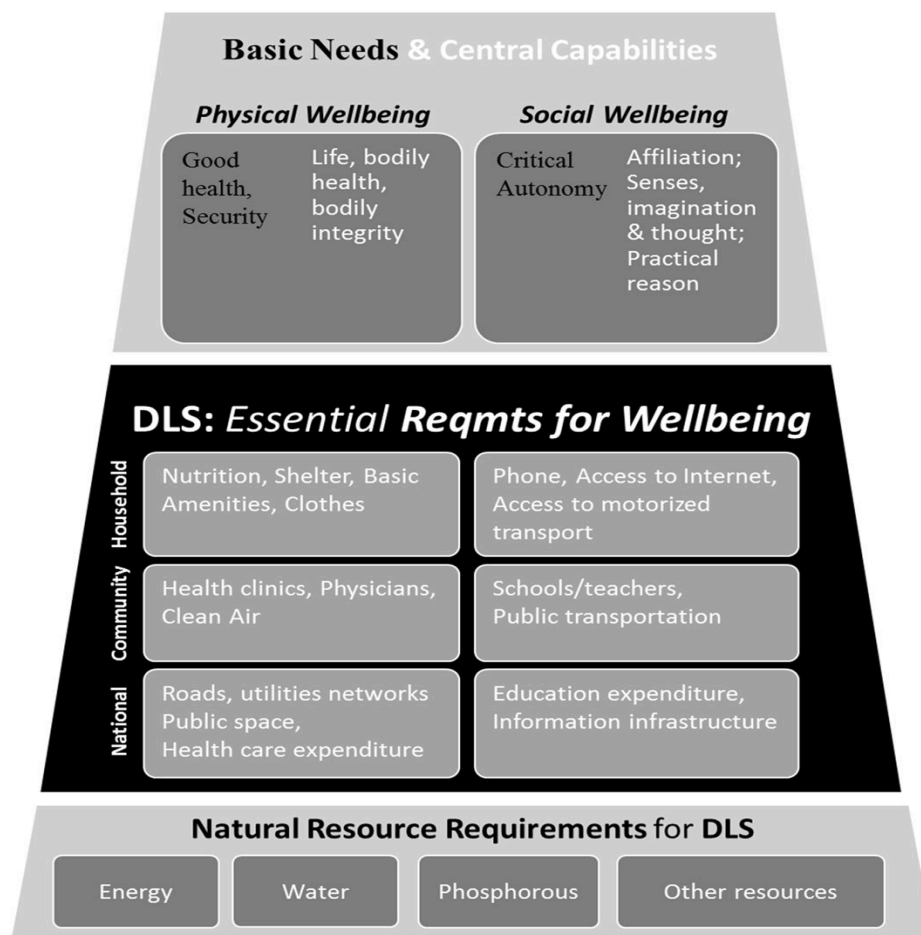 Basic Needs & Central Capabilities
Physical Wellbeing
Good
health,
Security
Life, bodily
health,
bodily
integrity
Social Wellbeing
Critical
Autonomy
Affiliation;
Senses,
imagination
& thought;
Practical
reason
DLS: Essential Reqmts for Wellbeing
Household
Nutrition, Shelter, Basic
Amenities, Clothes
Phone, Access to Internet,
Access to motorized
transport
Community
Health clinics, Physicians,
Clean Air
Schools/teachers,
Public transportation
National
Roads, utilities networks
Public space,
Health care expenditure
Education expenditure,
Information infrastructure
Natural Resource Requirements for DLS
Energy
Water
Phosphorous
Other resources